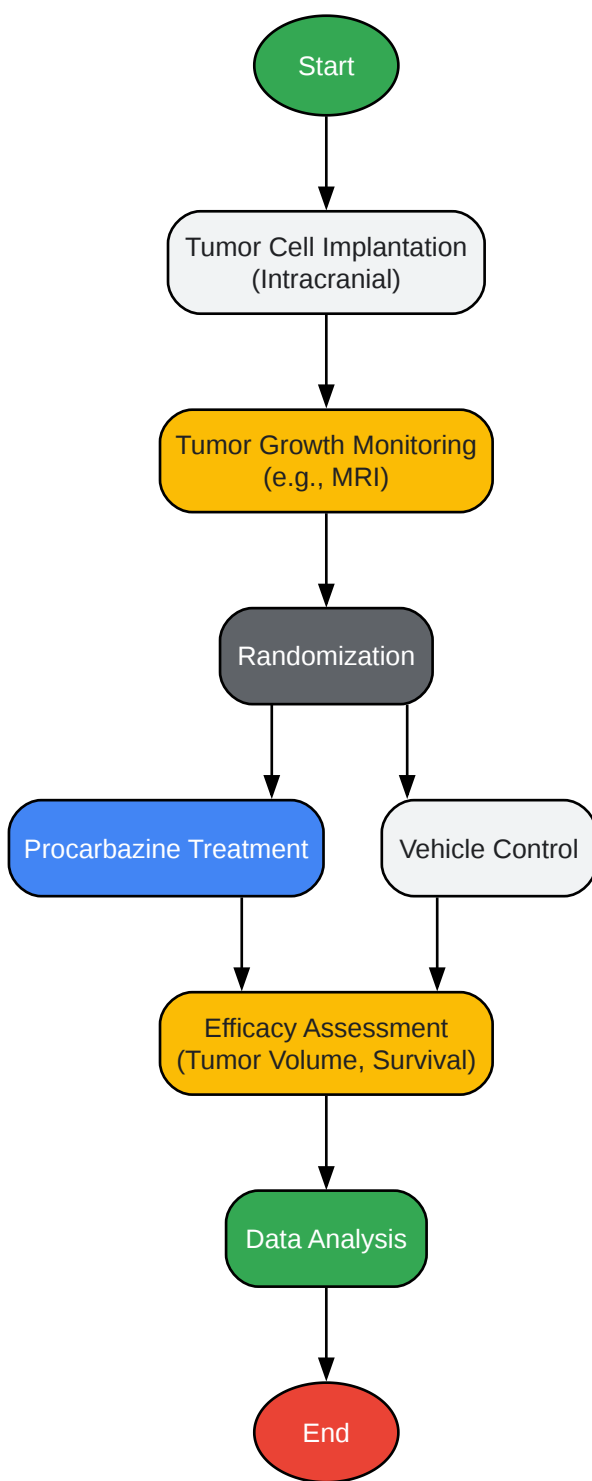 Start
Tumor Cell Implantation
(Intracranial)
Tumor Growth Monitoring
(e.g., MRI)
Randomization
Procarbazine Treatment
Vehicle Control
Efficacy Assessment
(Tumor Volume, Survival)
Data Analysis
End